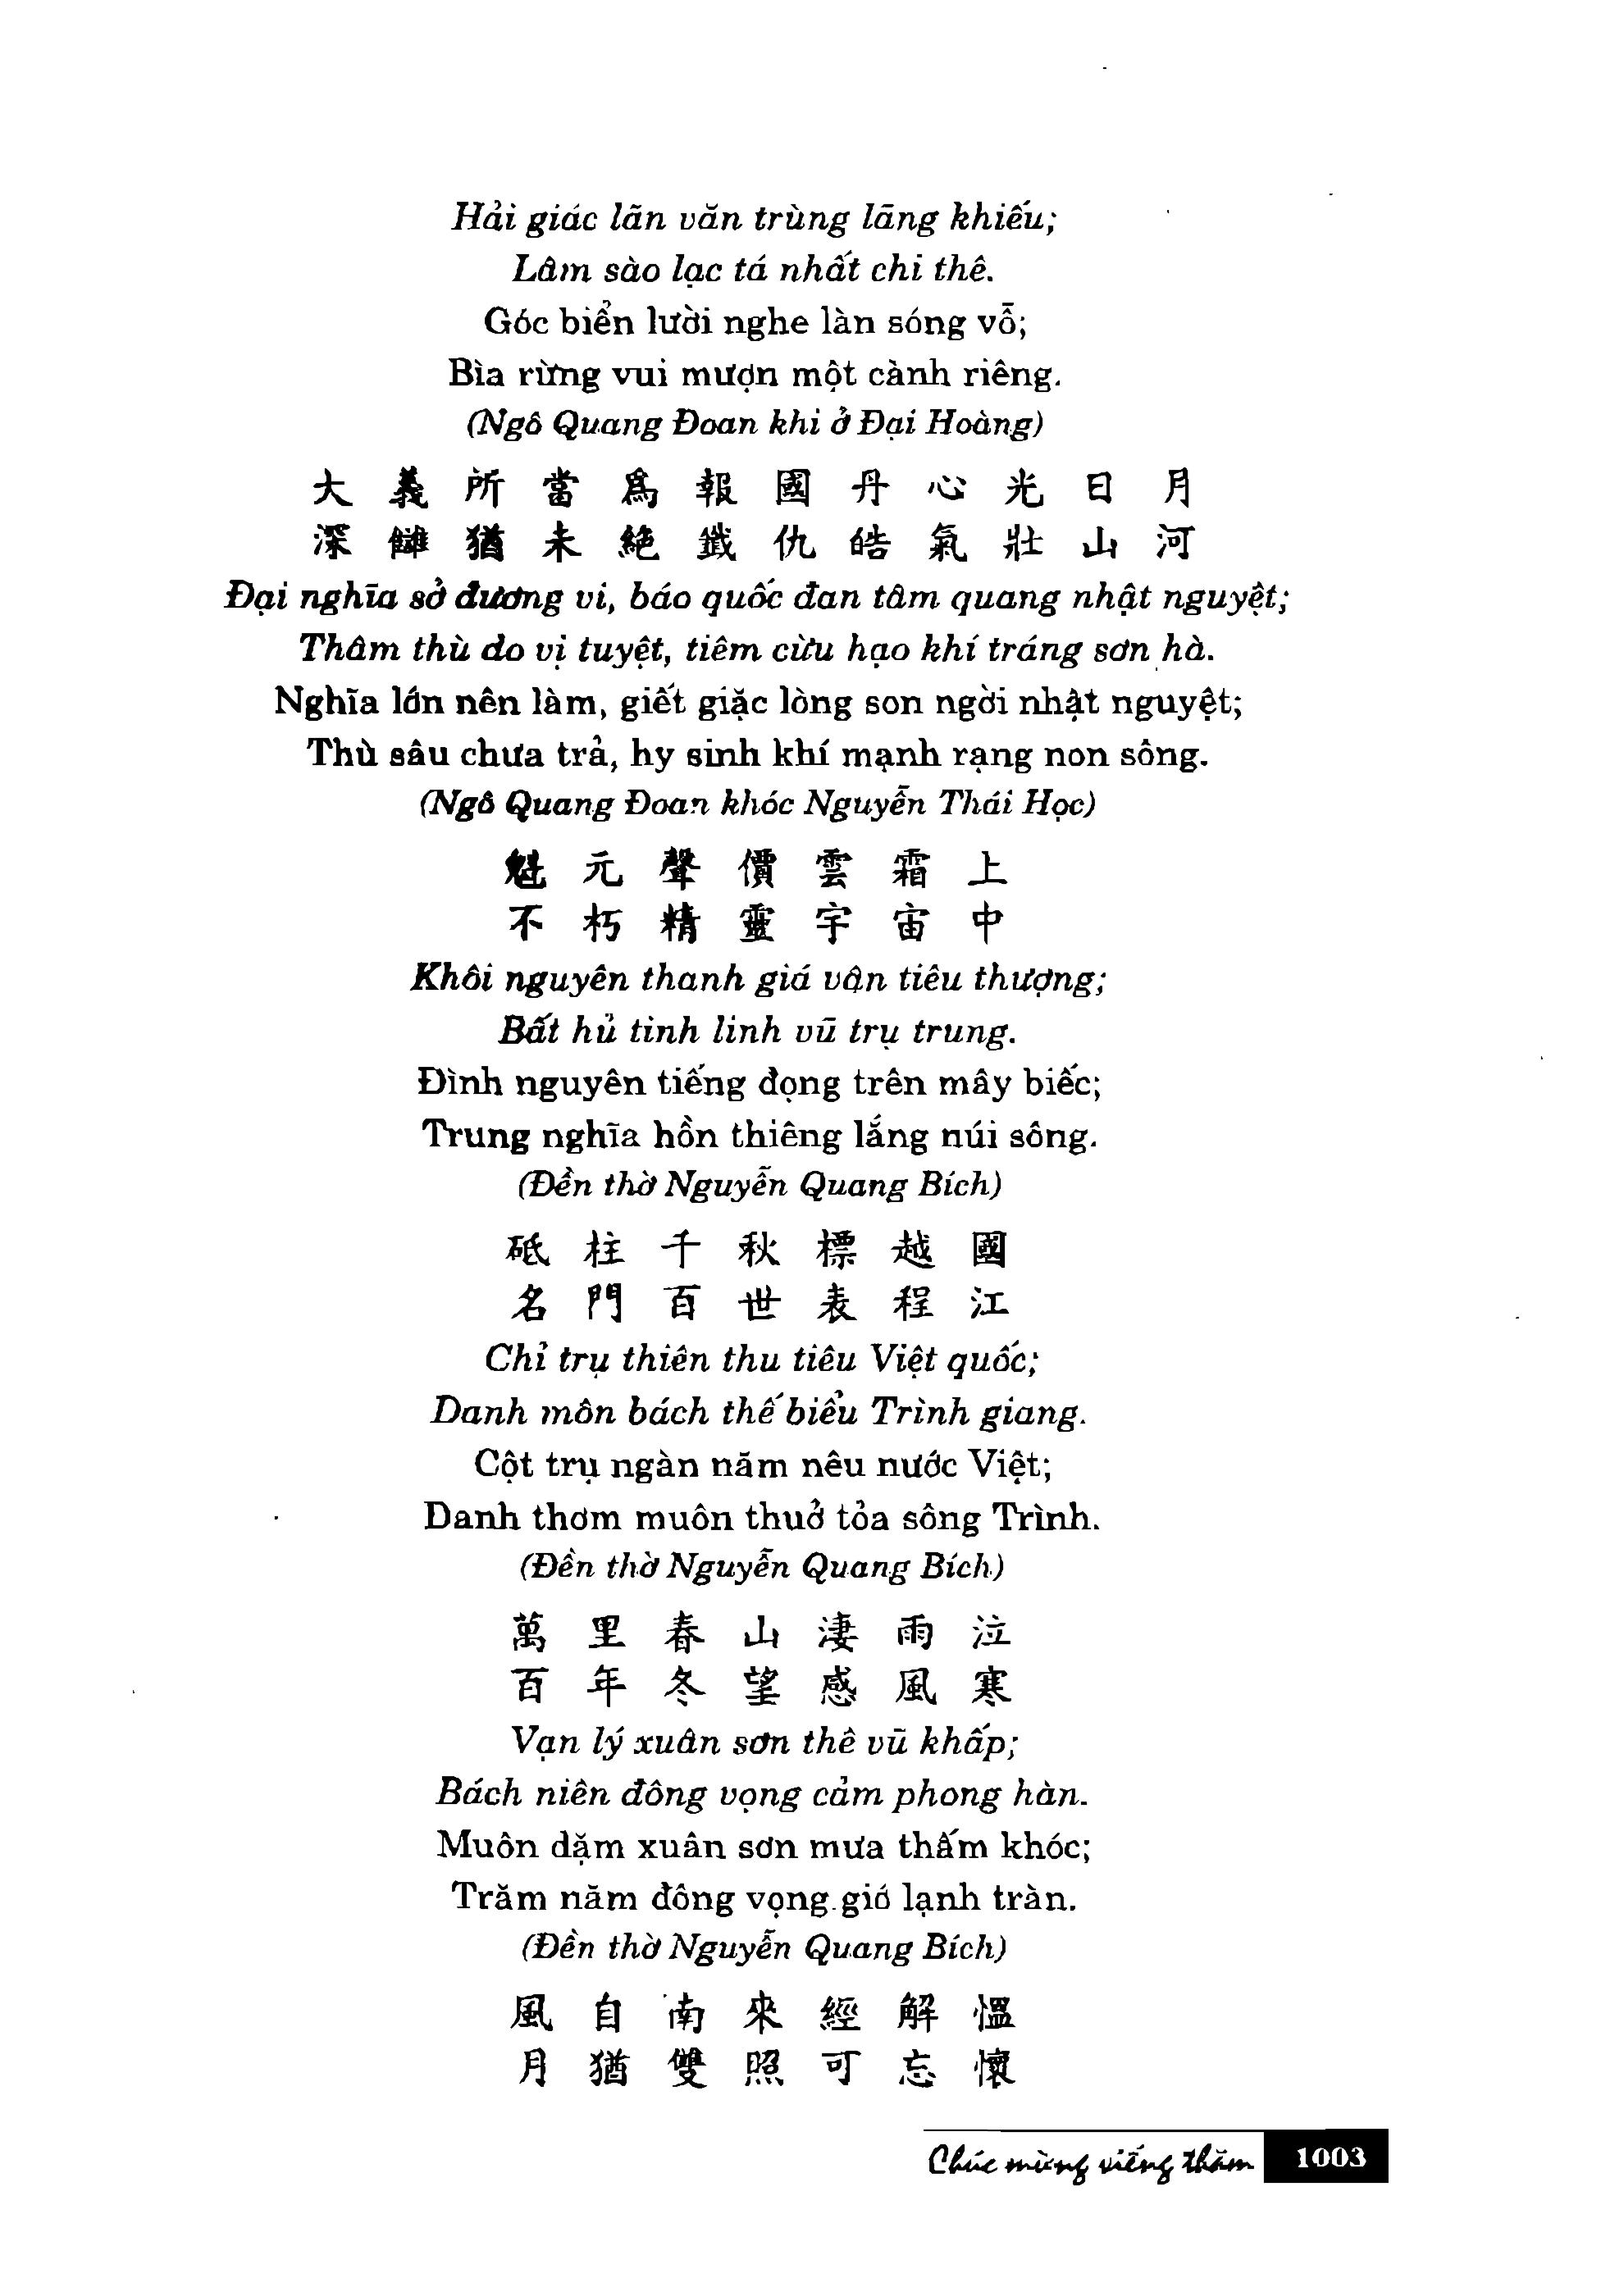 Hải giác lãn văn trùng lãng khiếu;
Lâm sào lạc tá nhất chi thê.
Góc biển lười nghe làn sóng vỗ;
Bìa rừng vui mượn một cành riêng.
(Ngô Quang Đoan khi ở Đại Hoàng)
大義所當爲報國丹心光日月
深讎猶未絕殲仇皓氣壯山河
Đại nghĩa sở đương vi, báo quốc đan tâm quang nhật nguyệt;
Thâm thù do vị tuyệt, tiêm cừu hạo khí tráng sơn hà.
Nghĩa lớn nên làm, giết giặc lòng son ngời nhật nguyệt;
Thù sâu chưa trả, hy sinh khí mạnh rạng non sông.
(Ngô Quang Đoan khóc Nguyễn Thái Học)
魁元聲價雲霜上
不朽精靈宇宙中
Khôi nguyên thanh giá vận tiêu thượng;
Bất hủ tinh linh vũ trụ trung.
Đình nguyên tiếng đọng trên mây biếc;
Trung nghĩa hồn thiêng lắng núi sông.
(Đền thờ Nguyễn Quang Bích)
砥柱千秋標越國
名門百世表程江
Chỉ trụ thiên thu tiêu Việt quốc;
Danh môn bách thế biểu Trình giang.
Cột trụ ngàn năm nêu nước Việt;
Danh thơm muôn thuở tỏa sông Trình.
(Đền thờ Nguyễn Quang Bích)
萬里春山淒雨泣
百年冬望感風寒
Vạn lý xuân sơn thê vũ khấp;
Bách niên đông vọng cảm phong hàn.
Muôn dặm xuân sơn mưa thấm khóc;
Trăm năm đông vọng gió lạnh tràn.
(Đền thờ Nguyễn Quang Bích)
風自南來經解慍
月猶雙照可忘懷
Chúc mừng viếng thăm 1003